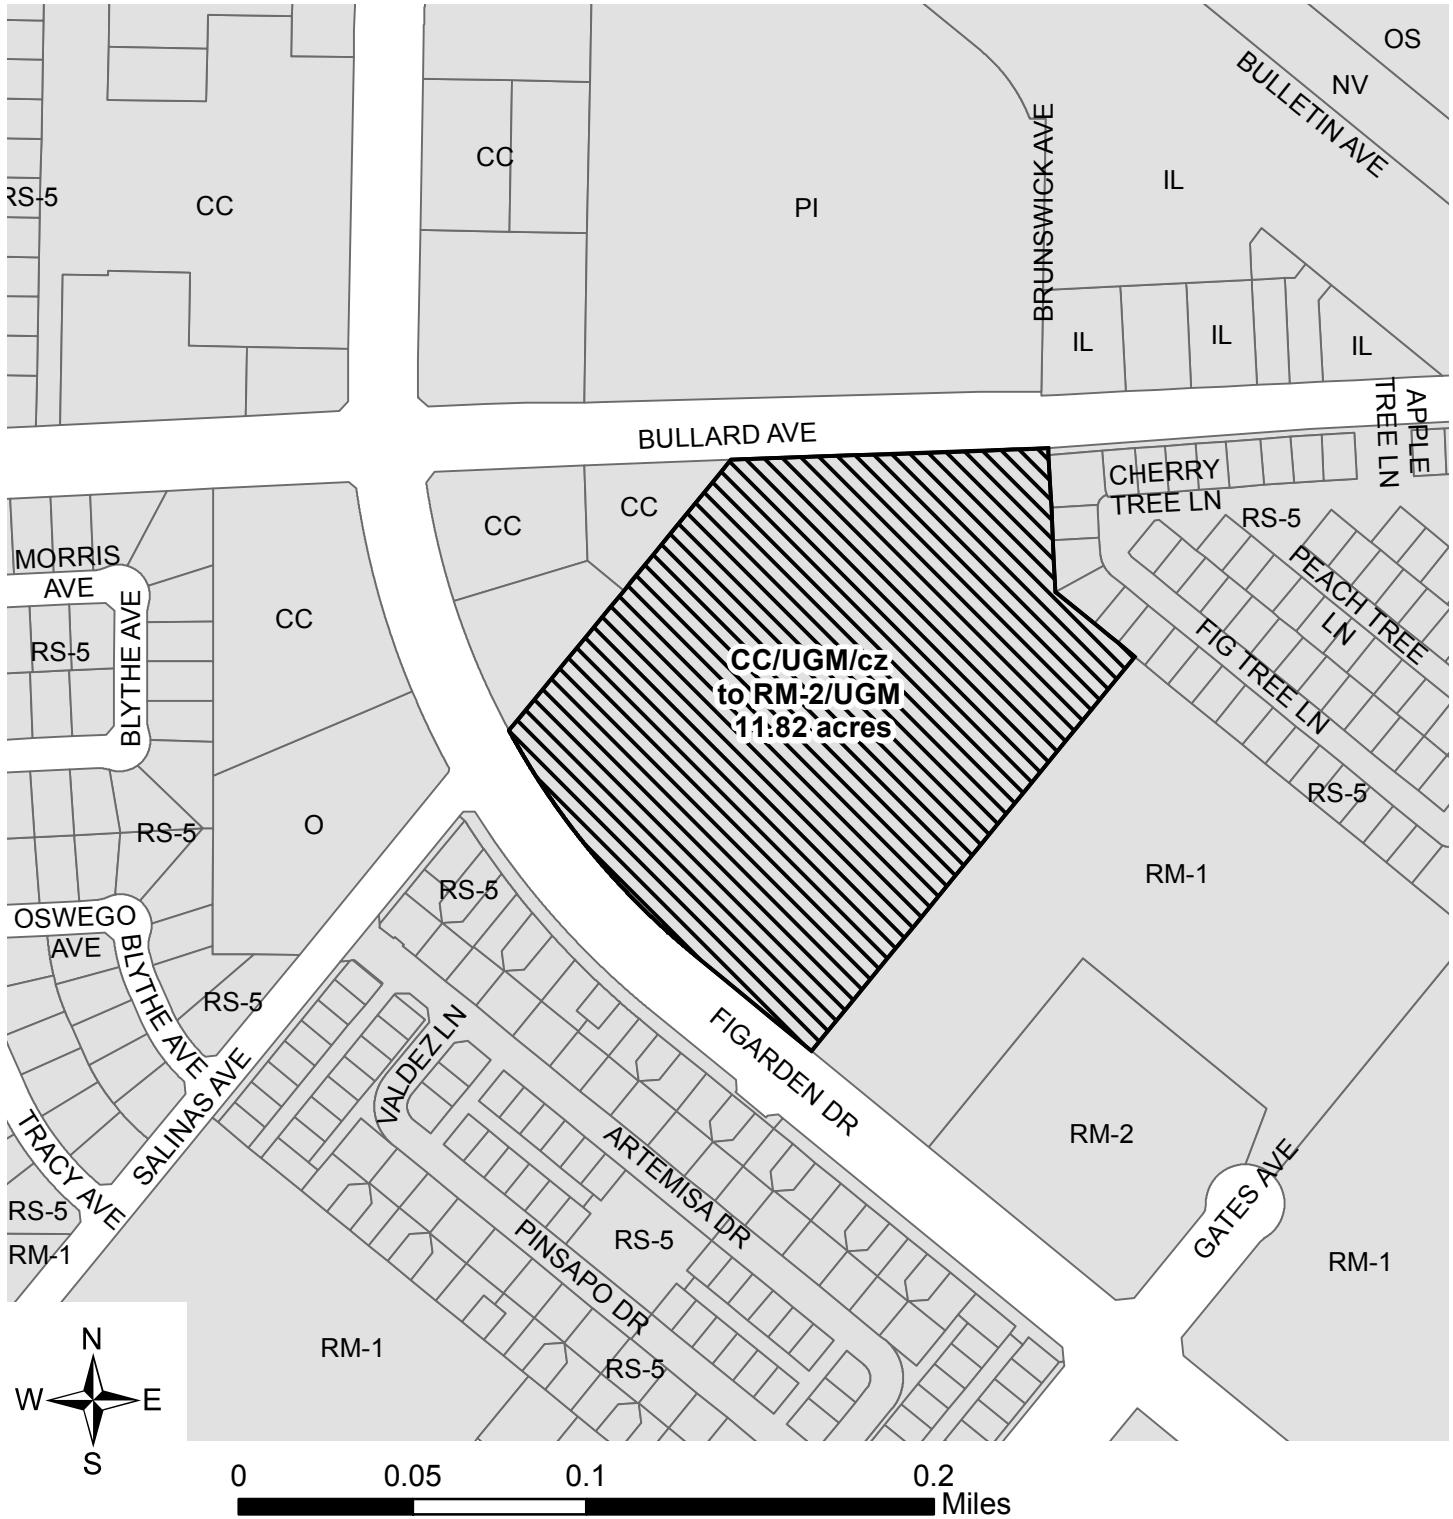 OS
NV
BULLETIN AVE
CC
BRUNSWICK AVE
IL
RS-5
CC
PI
IL
IL
IL
APPLE
TREE LN
BULLARD AVE
CHERRY
TREE LN
CC
CC
RS-5
MORRIS
AVE
PEACH TREE
LN
BLYTHE AVE
CC
FIG TREE LN
RS-5
CC/UGM/cz
to RM-2/UGM
11.82 acres
RS-5
O
RS-5
RM-1
RS-5
OSWEGO
AVE
BLYTHE AVE
RS-5
VALDEZ LN
FIGARDEN DR
SALINAS AVE
TRACY AVE
ARTEMISA DR
RM-2
GATES AVE
RS-5
RM-1
PINSAPO DR
RS-5
RM-1
RM-1
RS-5
N
W E
S
0 0.05 0.1 0.2
Miles